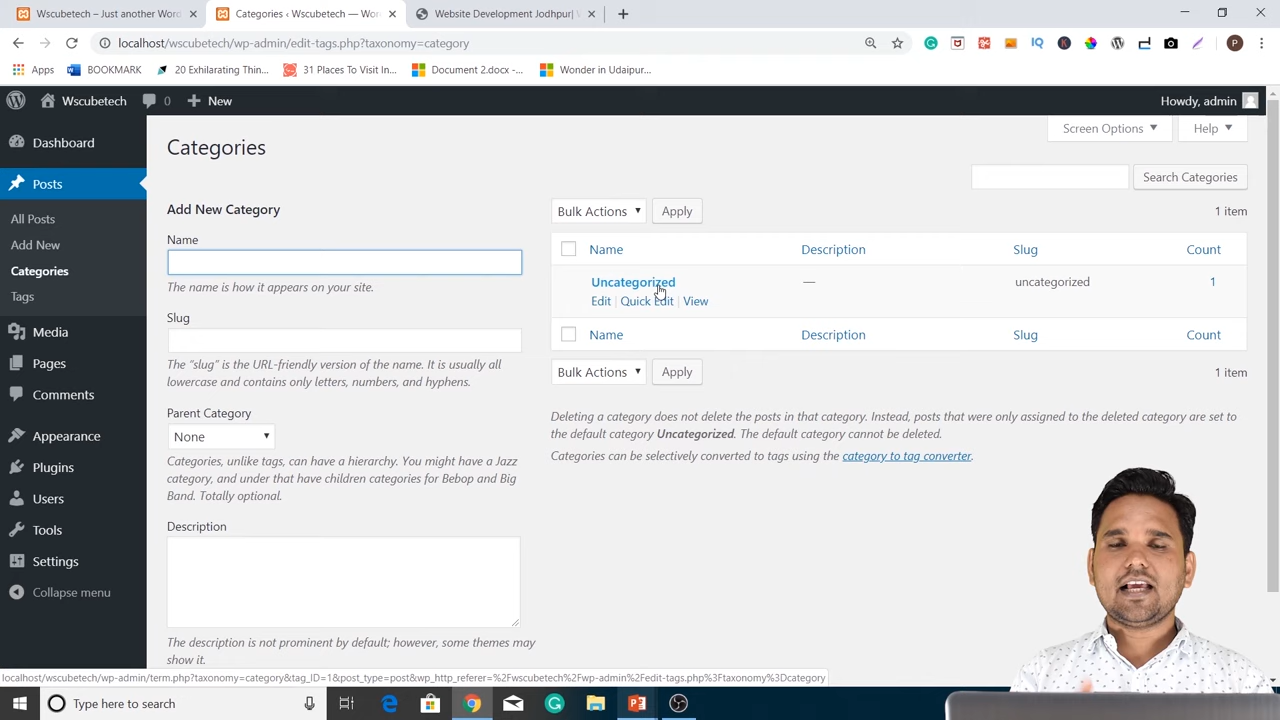 Wscubetech – Just another Word
Categories ‹ Wscubetech — Wor
Website Development Jodhpur| W
localhost/wscubetech/wp-admin/edit-tags.php?taxonomy=category
Apps
BOOKMARK
20 Exhilarating Thin...
31 Places To Visit In...
Document 2.docx -...
Wonder in Udaipur...
Wscubetech
0
New
Howdy, admin
Dashboard
Posts
All Posts
Add New
Categories
Tags
Media
Pages
Comments
Appearance
Plugins
Users
Tools
Settings
Collapse menu
Screen Options
Help
Categories
Search Categories
Add New Category
Name
The name is how it appears on your site.
Slug
The “slug” is the URL-friendly version of the name. It is usually all
lowercase and contains only letters, numbers, and hyphens.
Parent Category
None
Categories, unlike tags, can have a hierarchy. You might have a Jazz
category, and under that have children categories for Bebop and Big
Band. Totally optional.
Description
The description is not prominent by default; however, some themes may
show it.
Bulk Actions
Apply
1 item
Name Description Slug Count
Uncategorized — uncategorized 1
Edit | Quick Edit | View
Name Description Slug Count
Bulk Actions
Apply
1 item
Deleting a category does not delete the posts in that category. Instead, posts that were only assigned to the deleted category are set to
the default category Uncategorized. The default category cannot be deleted.
Categories can be selectively converted to tags using the category to tag converter.
localhost/wscubetech/wp-admin/term.php?taxonomy=category&tag_ID=1&post_type=post&wp_http_referer=%2Fwscubetech%2Fwp-admin%2Fedit-tags.php%3Ftaxonomy%3Dcategory
Type here to search